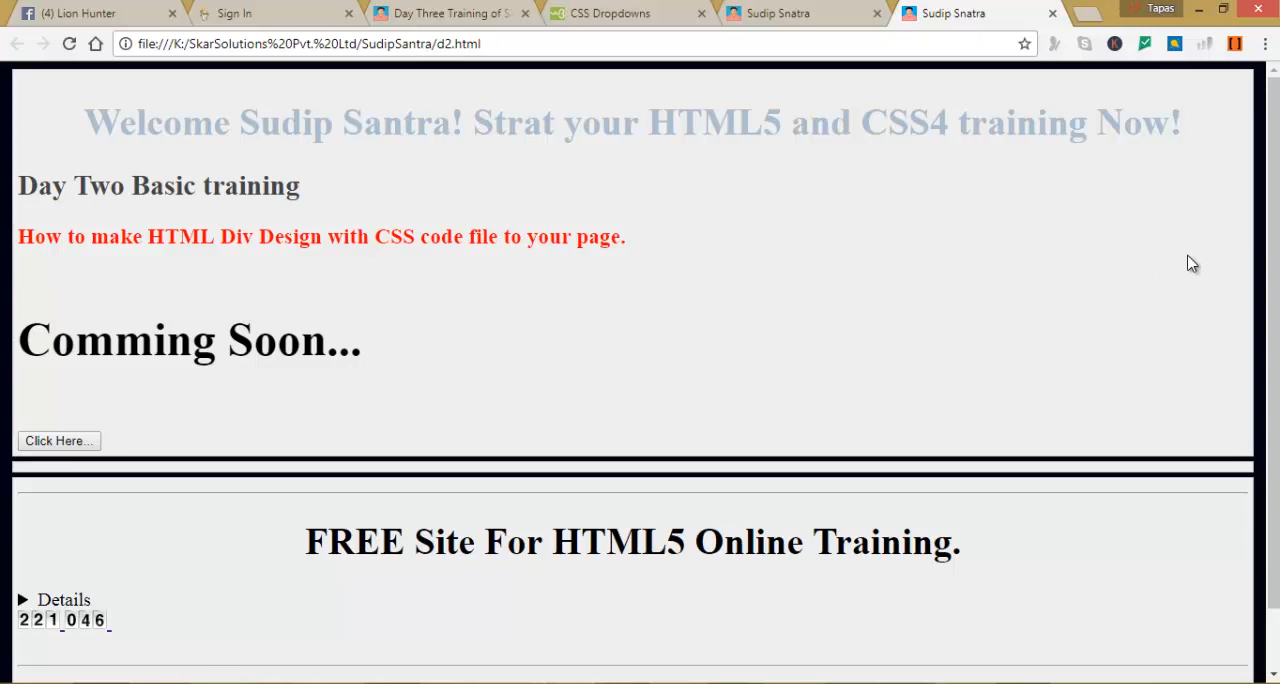 (4) Lion Hunter
Sign In
Day Three Training of S
CSS Dropdowns
Sudip Snatra
Sudip Snatra
Tapas
file:///K:/SkarSolutions%20Pvt.%20Ltd/SudipSantra/d2.html
Welcome Sudip Santra! Strat your HTML5 and CSS4 training Now!
Day Two Basic training
How to make HTML Div Design with CSS code file to your page.
Comming Soon...
Click Here...
FREE Site For HTML5 Online Training.
Details
221 046